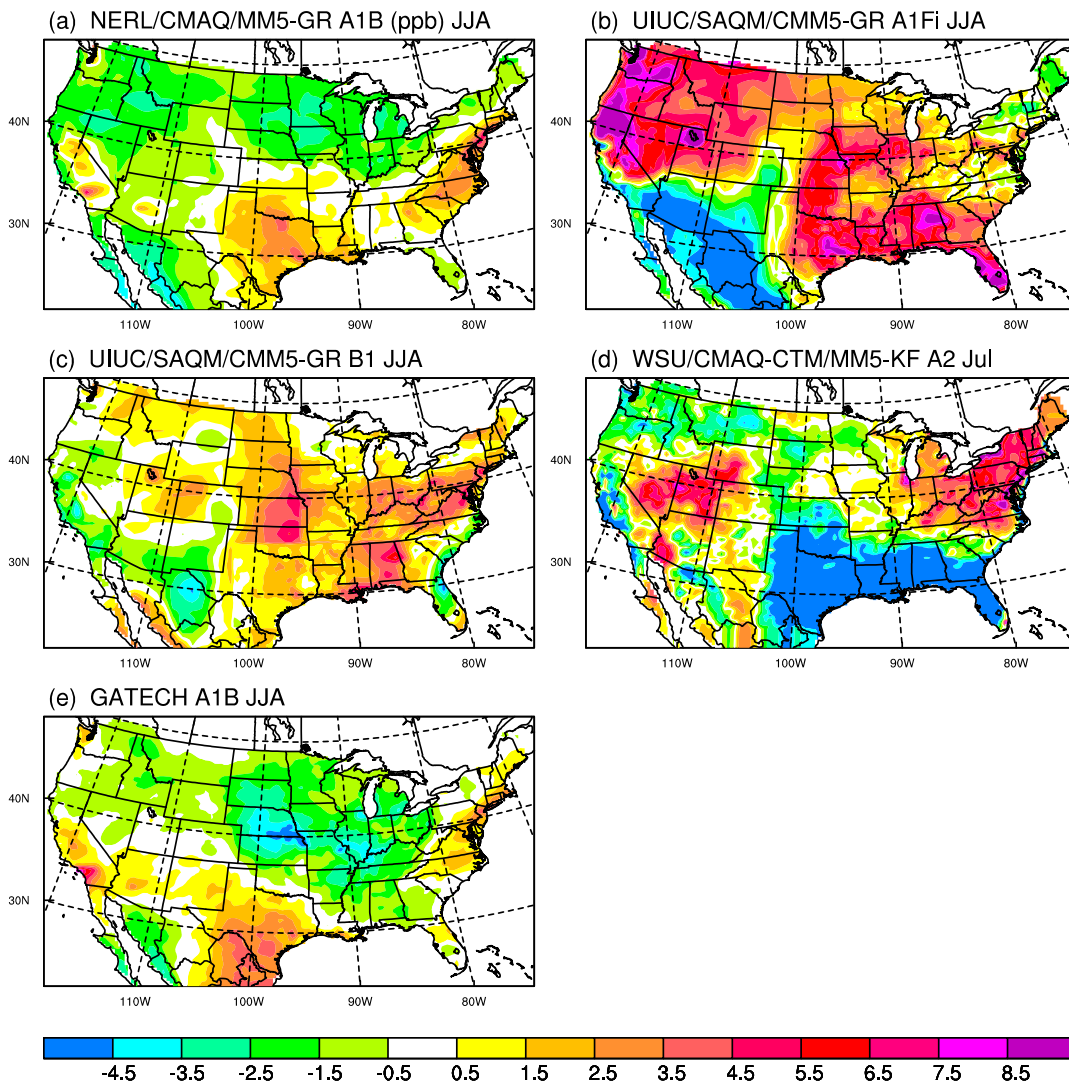 (a) NERL/CMAQ/MM5-GR A1B (ppb) JJA
(b) UIUC/SAQM/CMM5-GR A1Fi JJA
40N
30N
110W 100W 90W 80W
40N
30N
110W 100W 90W 80W
(c) UIUC/SAQM/CMM5-GR B1 JJA
(d) WSU/CMAQ-CTM/MM5-KF A2 Jul
40N
30N
110W 100W 90W 80W
40N
30N
110W 100W 90W 80W
(e) GATECH A1B JJA
40N
30N
110W 100W 90W 80W
-4.5 -3.5 -2.5 -1.5 -0.5 0.5 1.5 2.5 3.5 4.5 5.5 6.5 7.5 8.5